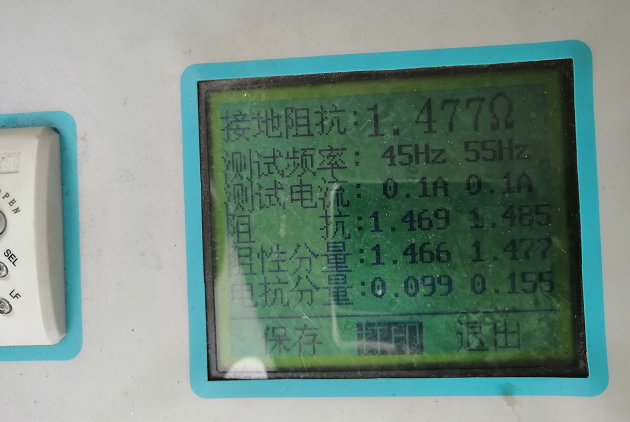 接地阻抗:1.477Ω
测试频率: 45Hz 55Hz
测试电流: 0.1A 0.1A
阻 抗:1.469 1.485
阻性分量:1.466 1.477
电抗分量:0.099 0.155
保存 打印 退出
OPEN
SEL
LF